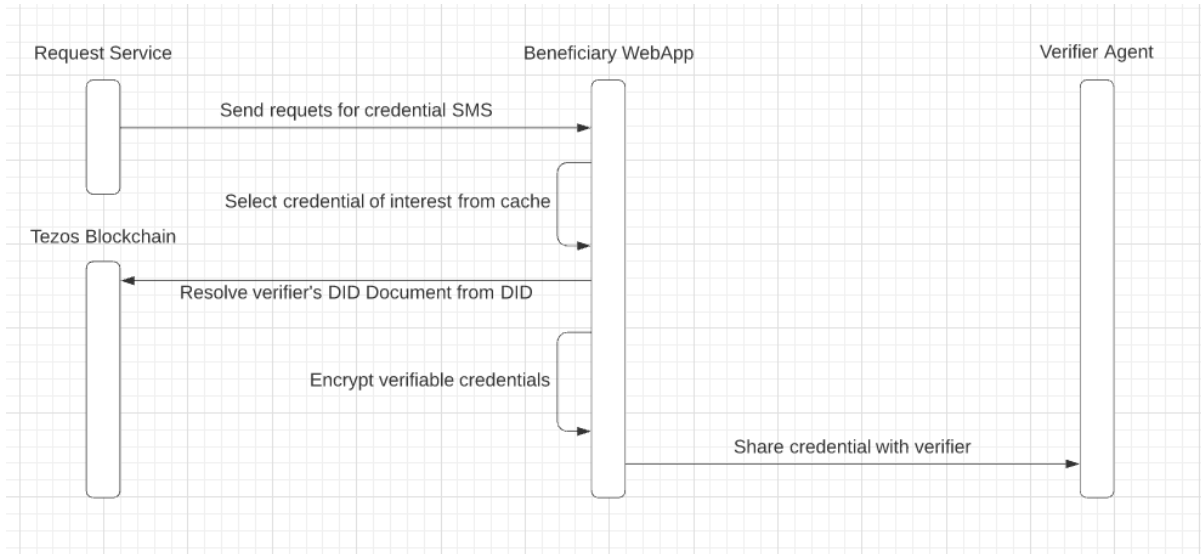 Request Service
Beneficiary WebApp
Verifier Agent
Send requets for credential SMS
Select credential of interest from cache
Tezos Blockchain
Resolve verifier's DID Document from DID
Encrypt verifiable credentials
Share credential with verifier